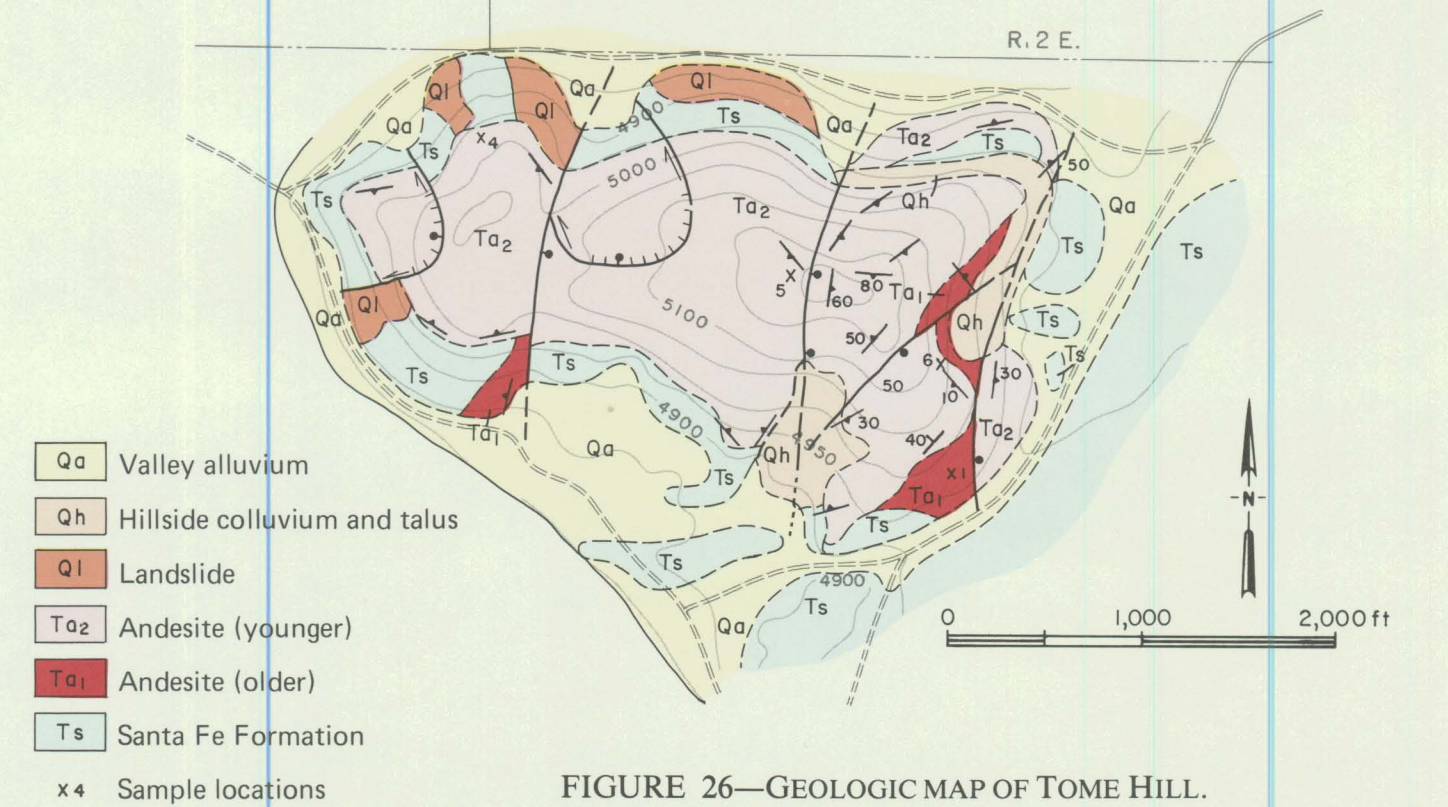 R. 2 E.
Ql
Ql
Qa
Ql
Qa
4900
Ts
Qa
Ta2
Ts
x4
Ts
50
5000
Ts
Qh
Ta2
Qa
Ta2
Ts
Ts
x
5
60
80
Ta1
Ql
Qa
5100
Qh
Ts
50
Ts
Ts
6x
Ts
50
10
30
4900
30
Ta1
40
Ta2
Qa
4950
Qh
Ts
x1
Ta1
Ts
Ts
4900
Ts
Qa
N
0 1,000 2,000 ft
Qa Valley alluvium
Qh Hillside colluvium and talus
Ql Landslide
Ta2 Andesite (younger)
Ta1 Andesite (older)
Ts Santa Fe Formation
x4 Sample locations
FIGURE 26—GEOLOGIC MAP OF TOME HILL.